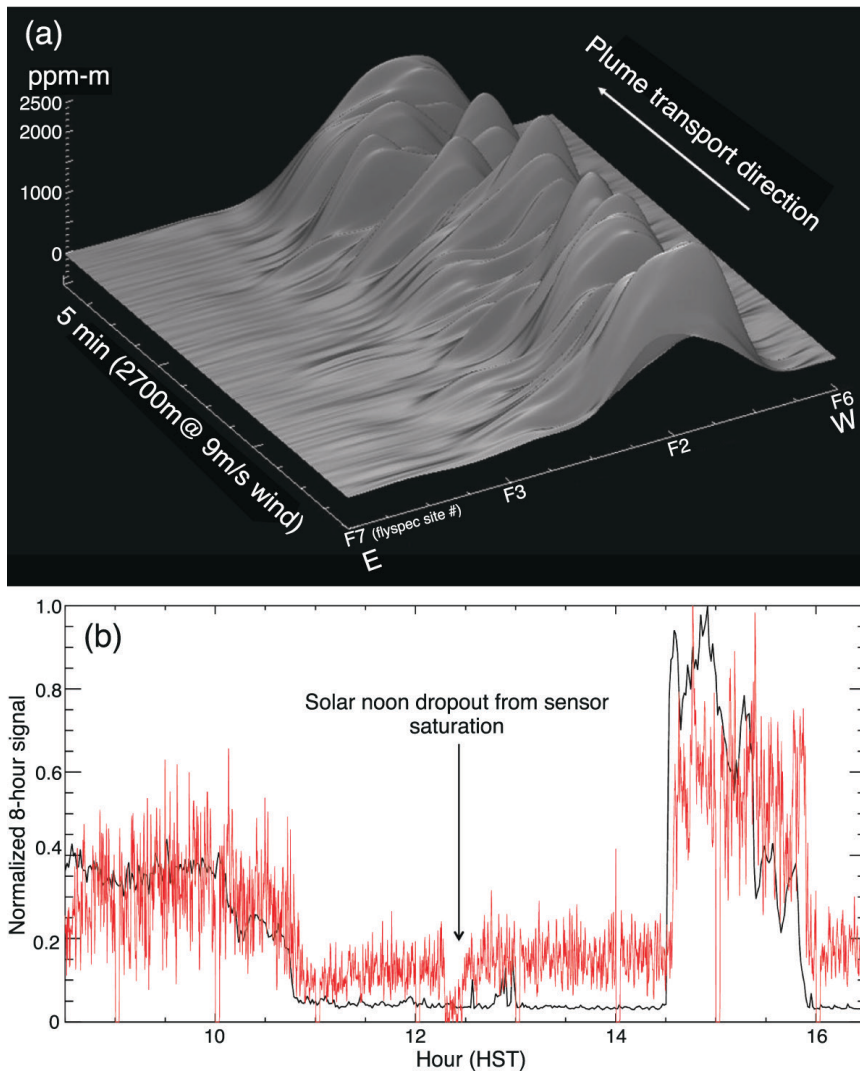 (a)
ppm-m
2500
2000
1000
0
Plume transport direction
5 min (2700m@ 9m/s wind)
F7 (flyspec site #)
E
F3
F2
F6
W
(b)
1.0
0.8
0.6
0.4
0.2
0
Normalized 8-hour signal
Solar noon dropout from sensor
saturation
10
12
14
16
Hour (HST)